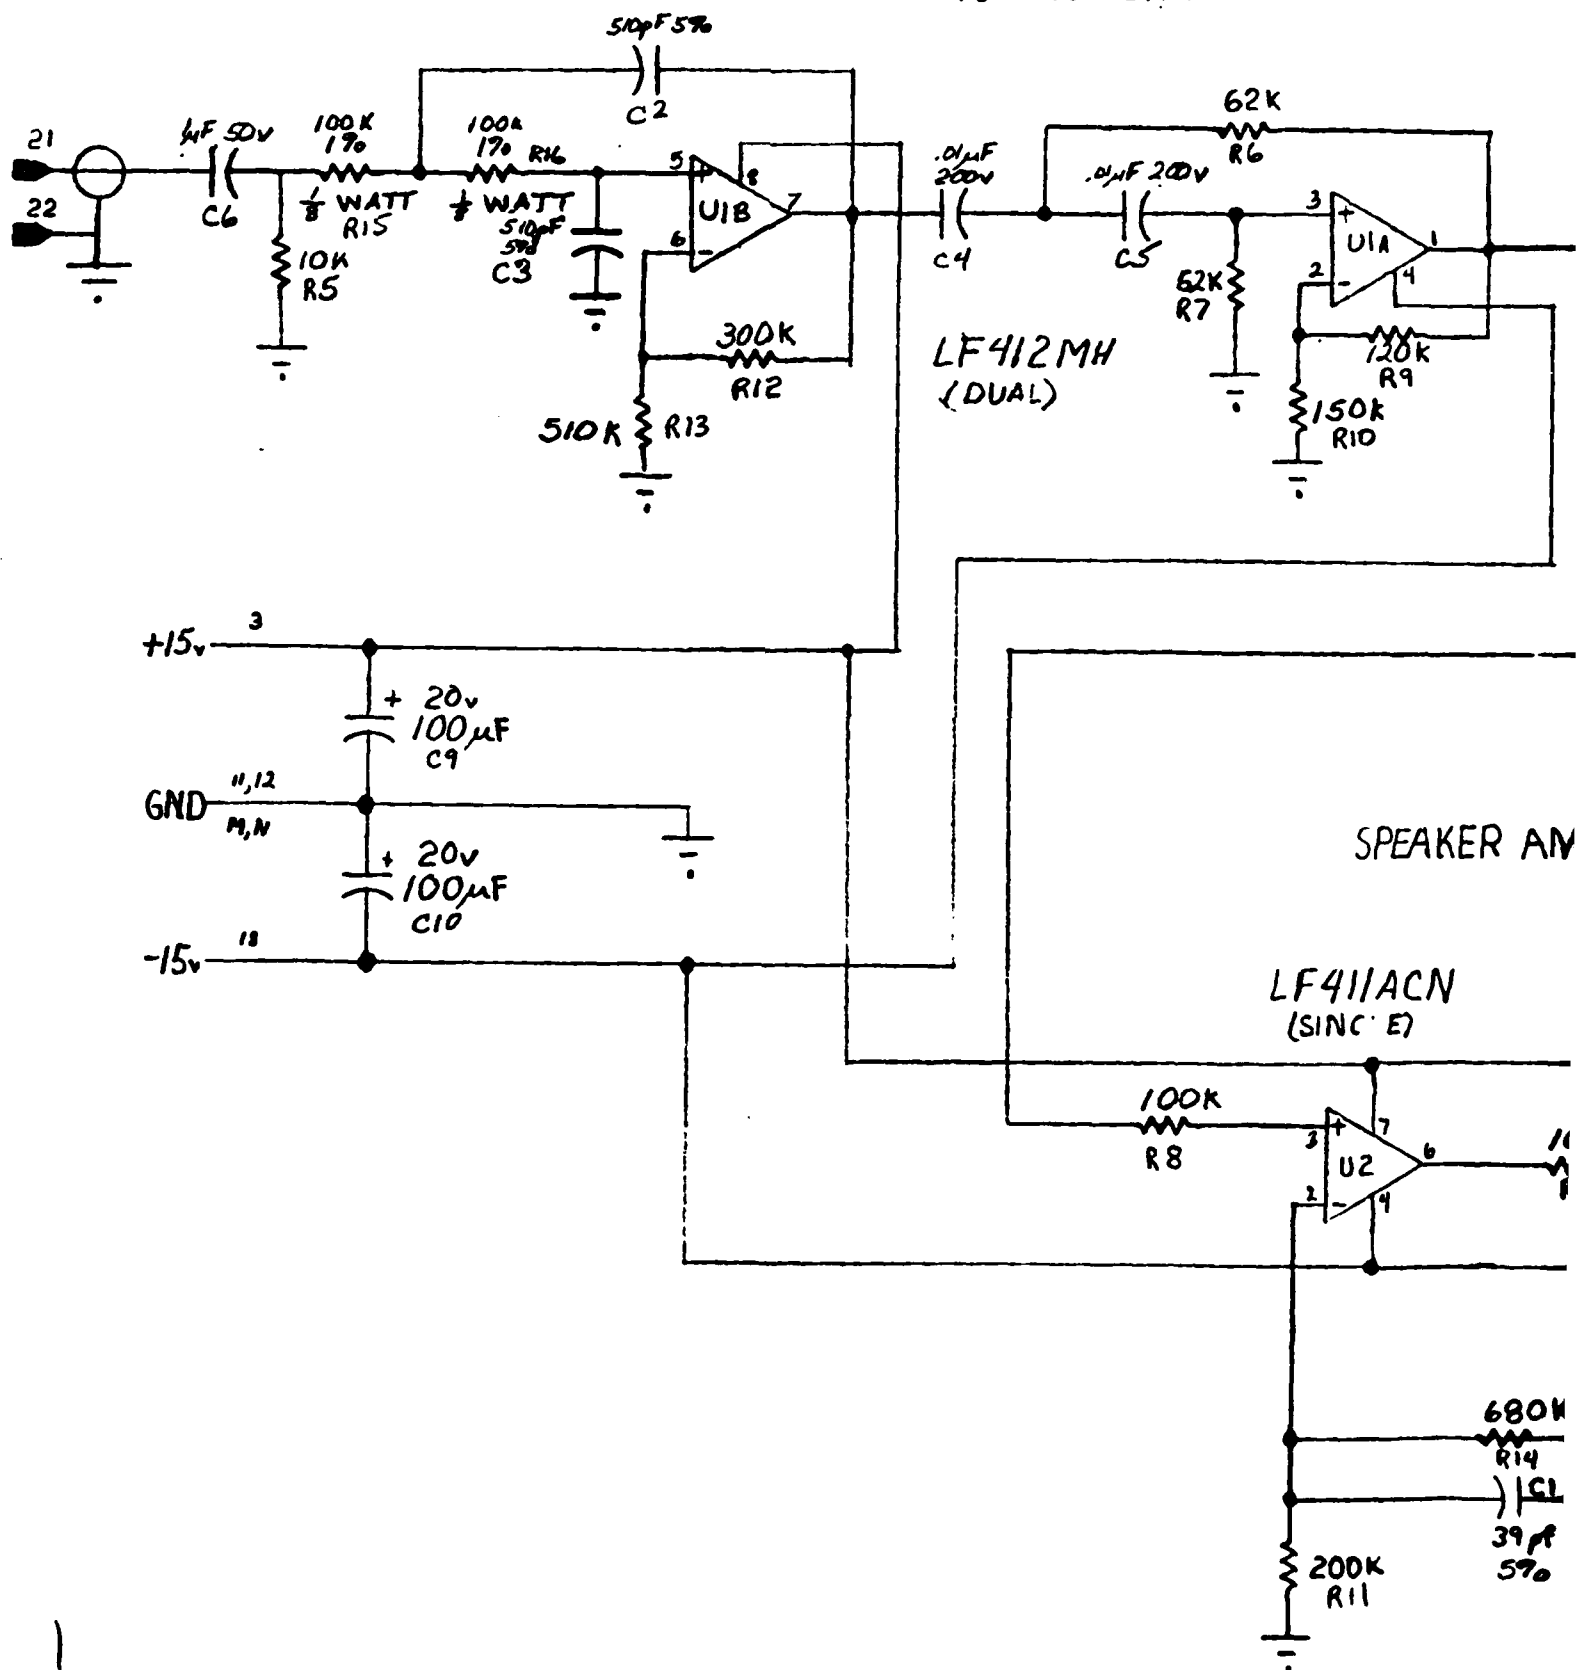 510pF 5%
C2
21
22
.1µF 50V
C6
100K
1%
1/8 WATT
R15
100K
1%
R16
1/8 WATT
510pF
5%
C3
10K
R5
5
+
8
U1B
7
6
-
300K
R12
510K
R13
.01µF
200V
C4
.01µF 200V
C5
62K
R6
62K
R7
3
+
U1A
1
2
-
4
120K
R9
150K
R10
LF412MH
(DUAL)
+15V
3
+
20V
100µF
C9
GND
11,12
M,N
+
20V
100µF
C10
-15V
18
SPEAKER
LF411ACN
100K
R8
3
+
7
U2
6
2
-
4
680K
R14
C1
39pF
5%
200K
R11